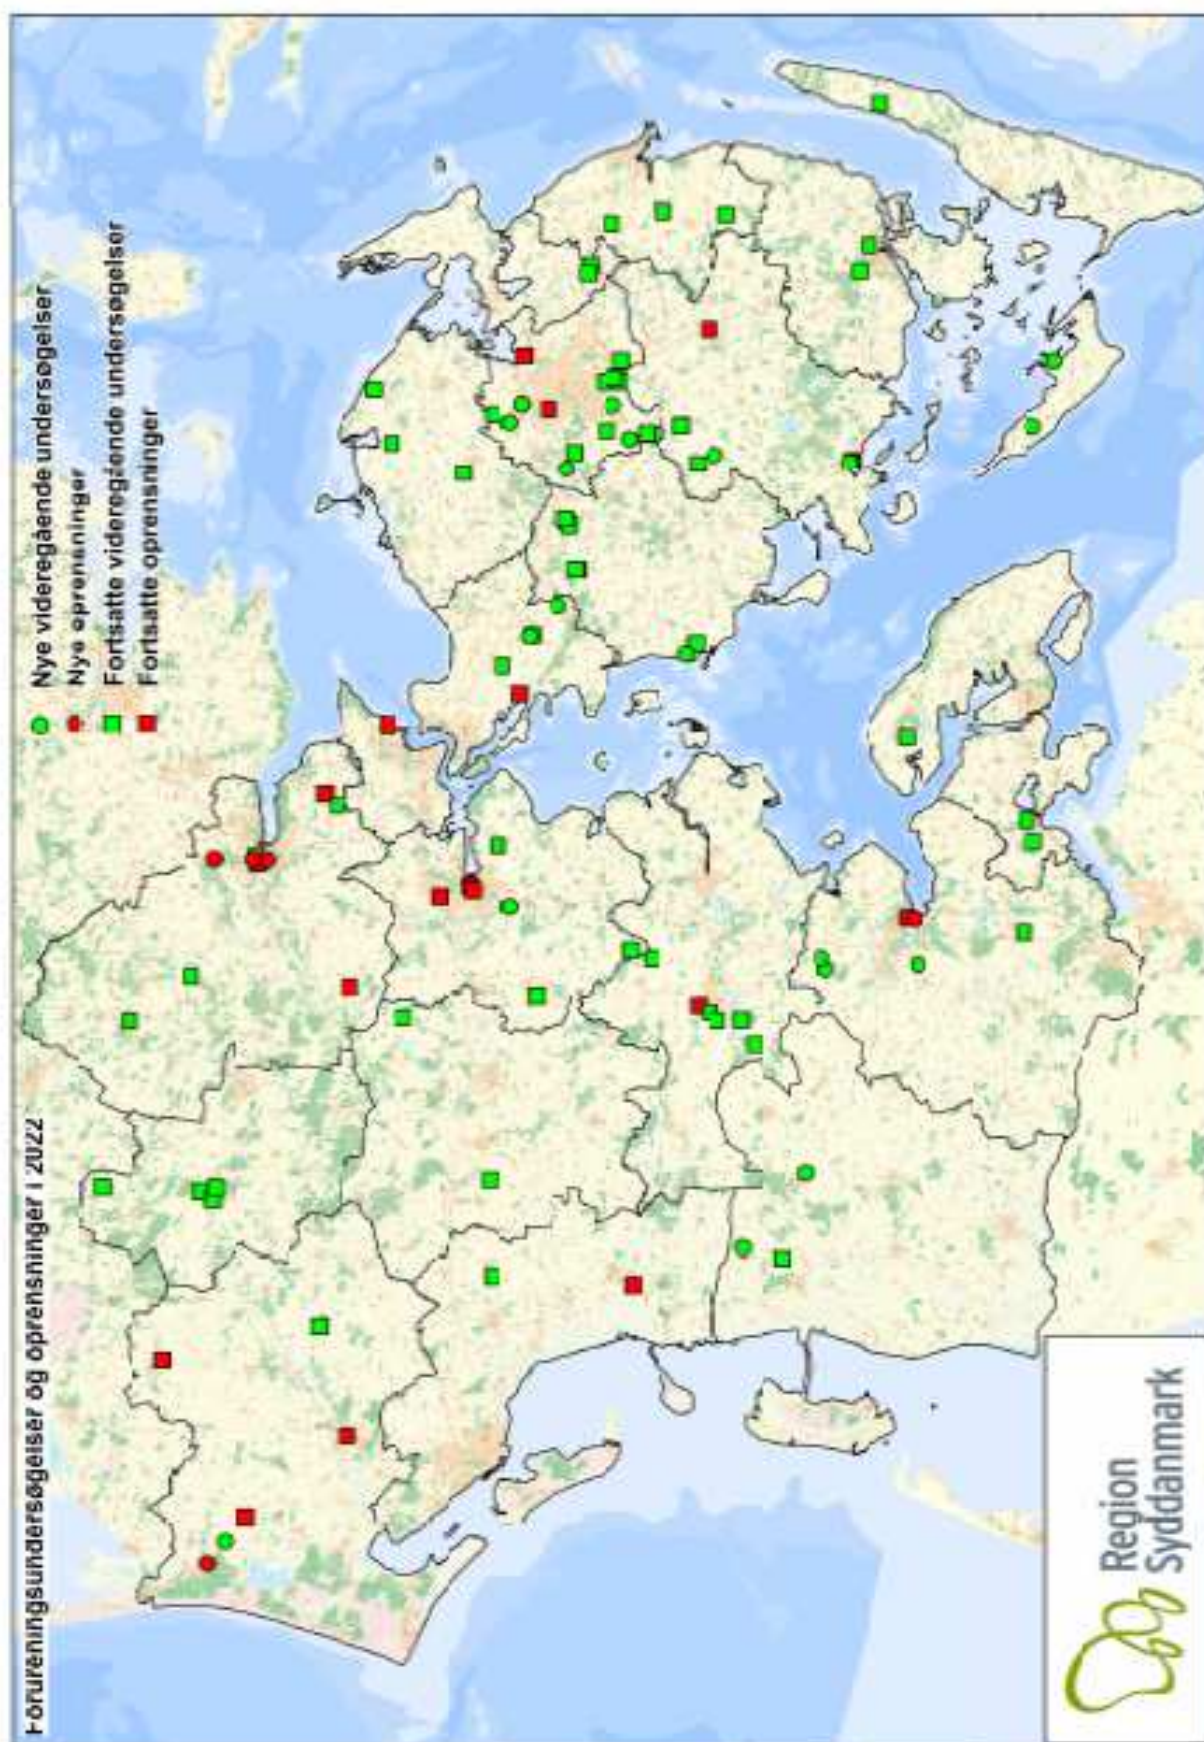 Forureningsundersøgelser og oprensninger i 2022
Nye videregående undersøgelser
Nye oprensninger
Fortsatte videregående undersøgelser
Fortsatte oprensninger
Region
Syddanmark